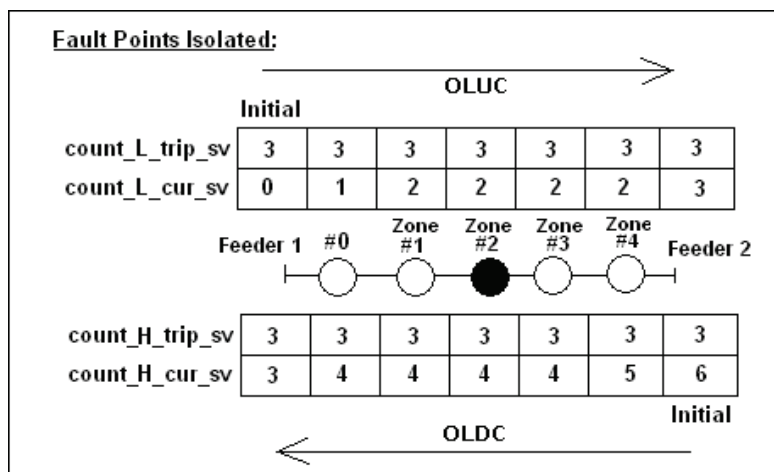 Fault Points Isolated:
OLUC
Initial
count_L_trip_sv 3 3 3 3 3 3 3
count_L_cur_sv 0 1 2 2 2 2 3
Feeder 1 #0 Zone #1 Zone #2 Zone #3 Zone #4 Feeder 2
count_H_trip_sv 3 3 3 3 3 3 3
count_H_cur_sv 3 4 4 4 4 5 6
Initial
OLDC